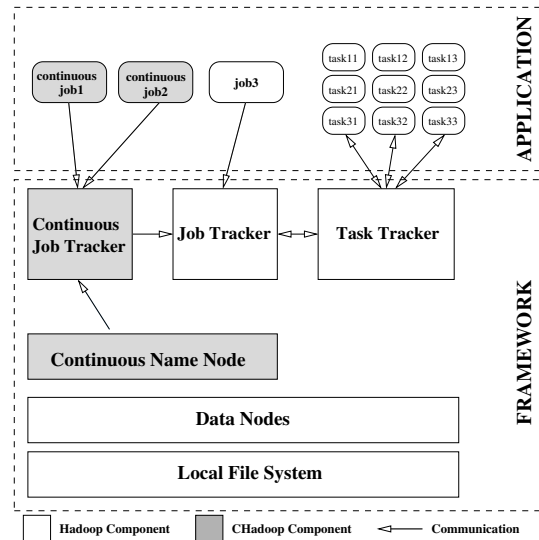 continuous
job1
continuous
job2
job3
task11
task12
task13
task21
task22
task23
task31
task32
task33
APPLICATION
Continuous
Job Tracker
Job Tracker
Task Tracker
Continuous Name Node
Data Nodes
Local File System
FRAMEWORK
Hadoop Component
CHadoop Component
Communication